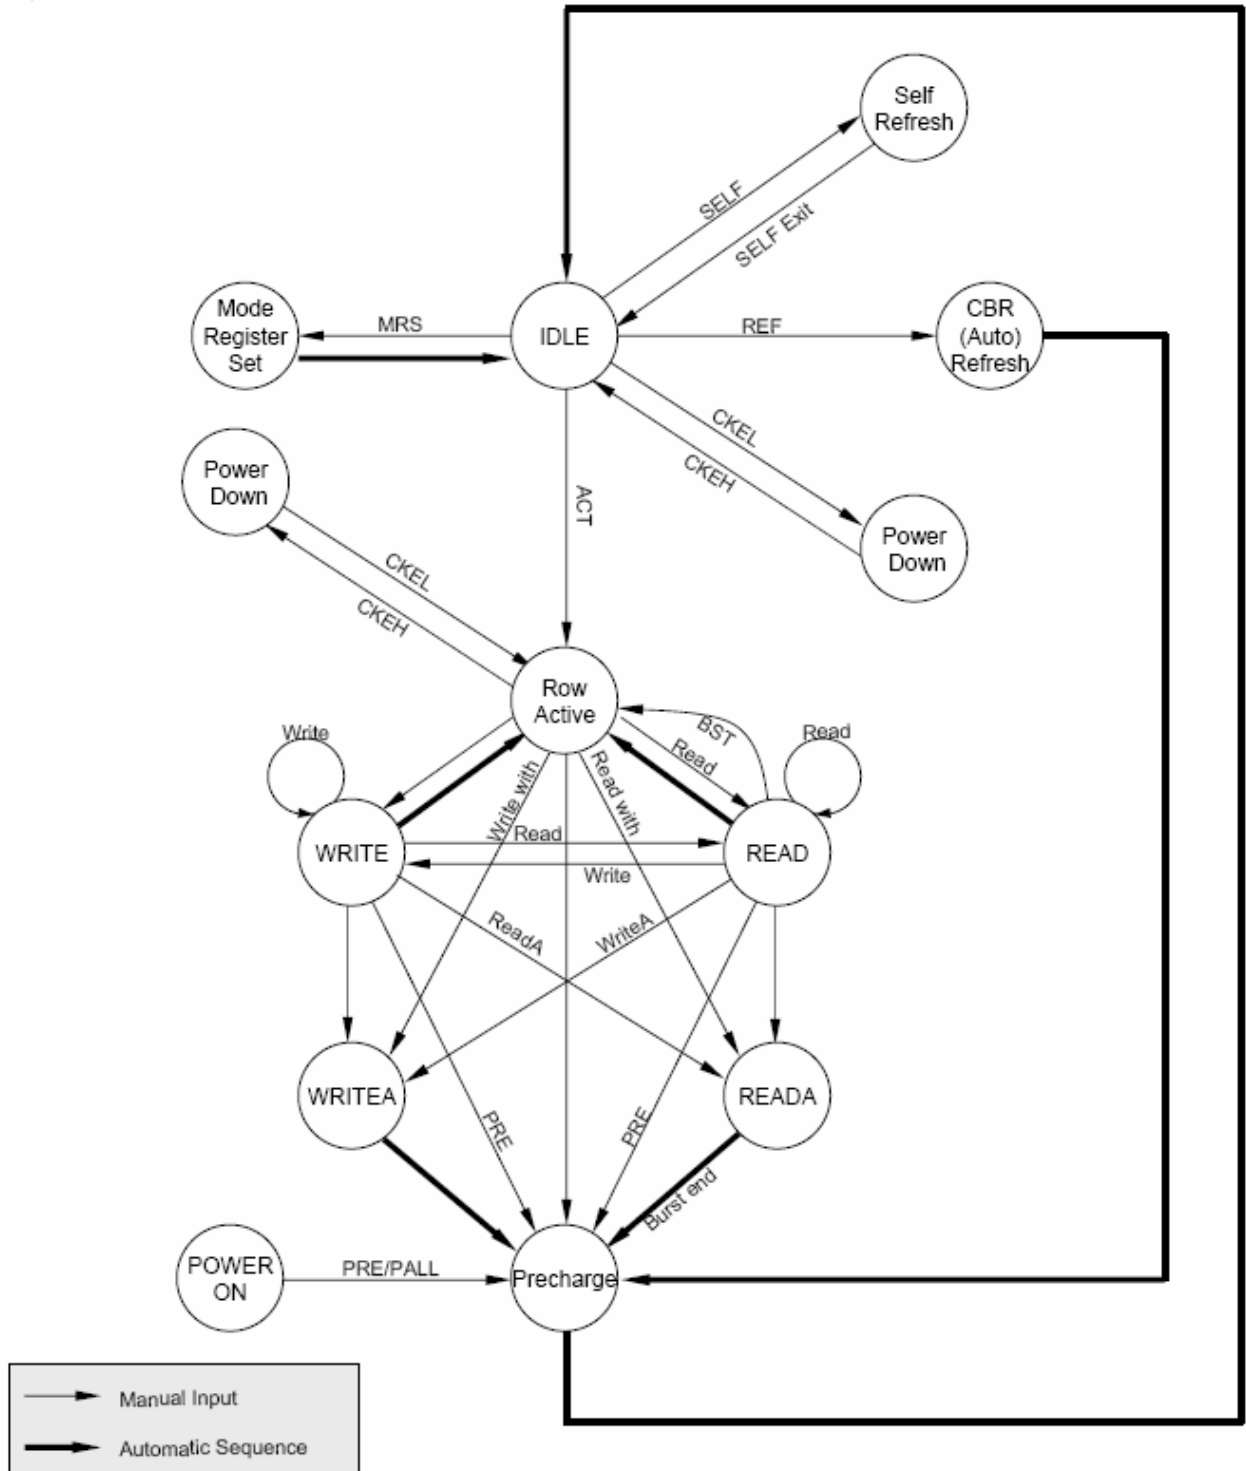 Self
Refresh
SELF
SELF Exit
Mode
Register
Set
MRS
IDLE
REF
CBR
(Auto)
Refresh
CKEL
CKEH
Power
Down
ACT
Power
Down
CKEL
CKEH
Row
Active
BST
Read
Write
Read
Write with
Read with
WRITE
Read
Write
READ
ReadA
WriteA
WRITEA
READA
PRE
PRE
Burst end
POWER
ON
PRE/PALL
Precharge
Manual Input
Automatic Sequence